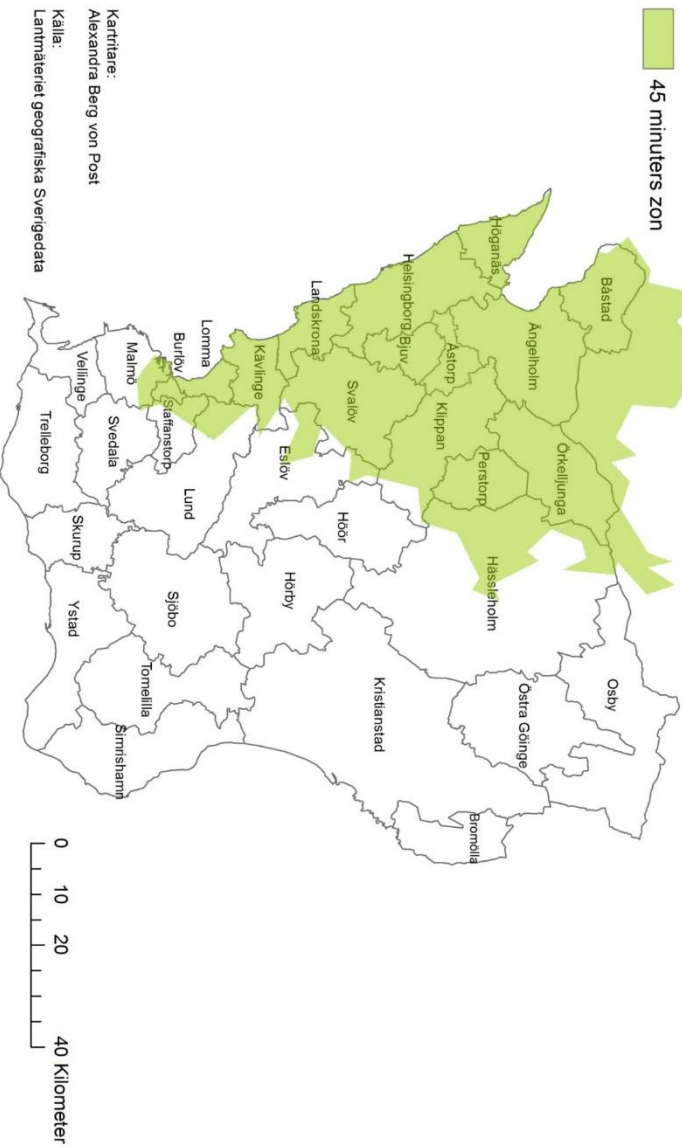 45 minuters zon
Båstad
Ängelholm
Örkelljunga
Osby
Höganäs
Helsingborg
Bjuv
Åstorp
Klippan
Perstorp
Hässleholm
Östra Göinge
Landskrona
Svalöv
Kristianstad
Bromölla
Kävlinge
Eslöv
Höör
Hörby
Lomma
Burlöv
Staffanstorp
Lund
Malmö
Svedala
Sjöbo
Tomelilla
Simrishamn
Vellinge
Trelleborg
Skurup
Ystad
Kartritare:
Alexandra Berg von Post
Källa:
Lantmäteriet geografiska Sverigedata
0 10 20 40 Kilometer